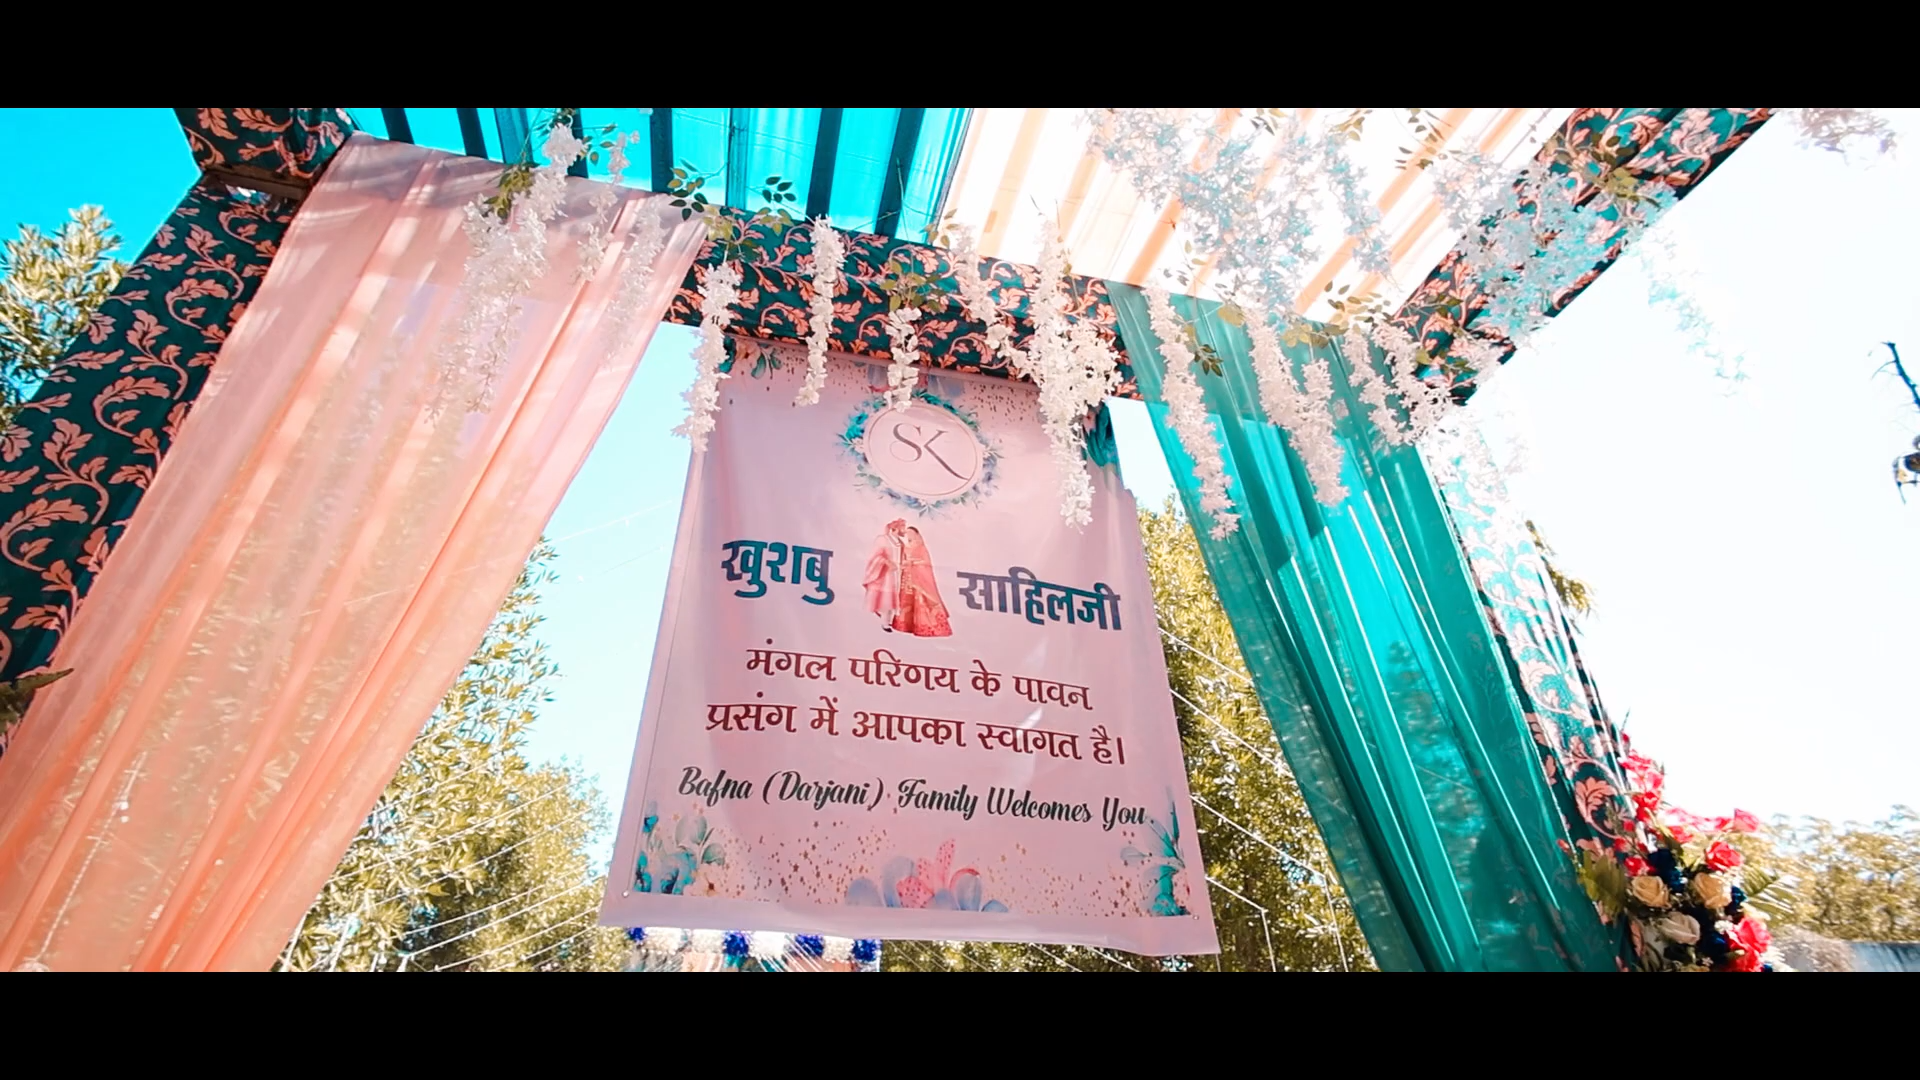 SK
खुशबु साहिलजी
मंगल परिणय के पावन
प्रसंग में आपका स्वागत है।
Bafna (Darjani) Family Welcomes You